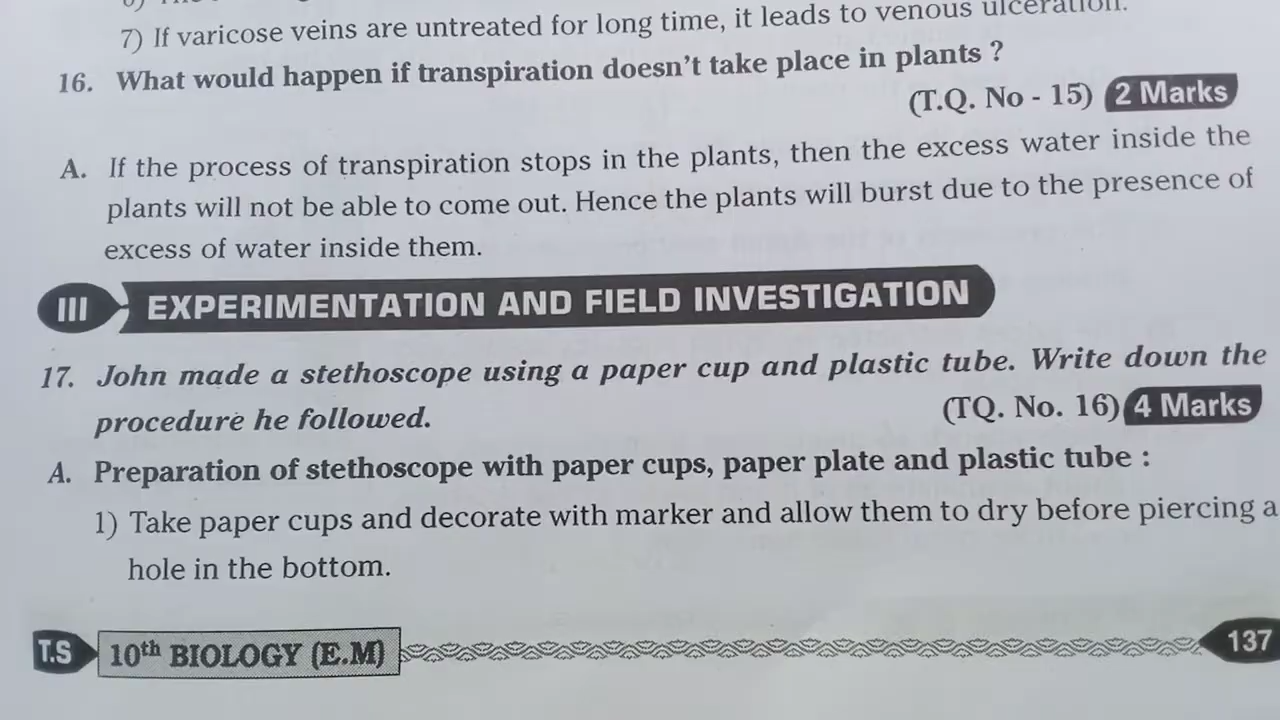 7) If varicose veins are untreated for long time, it leads to venous ulceration.
16. What would happen if transpiration doesn't take place in plants ?
(T.Q. No - 15) 2 Marks
A. If the process of transpiration stops in the plants, then the excess water inside the
plants will not be able to come out. Hence the plants will burst due to the presence of
excess of water inside them.
III EXPERIMENTATION AND FIELD INVESTIGATION
17. John made a stethoscope using a paper cup and plastic tube. Write down the
procedure he followed.
(TQ. No. 16) 4 Marks
A. Preparation of stethoscope with paper cups, paper plate and plastic tube :
1) Take paper cups and decorate with marker and allow them to dry before piercing a
hole in the bottom.
T.S 10th BIOLOGY (E.M) 137